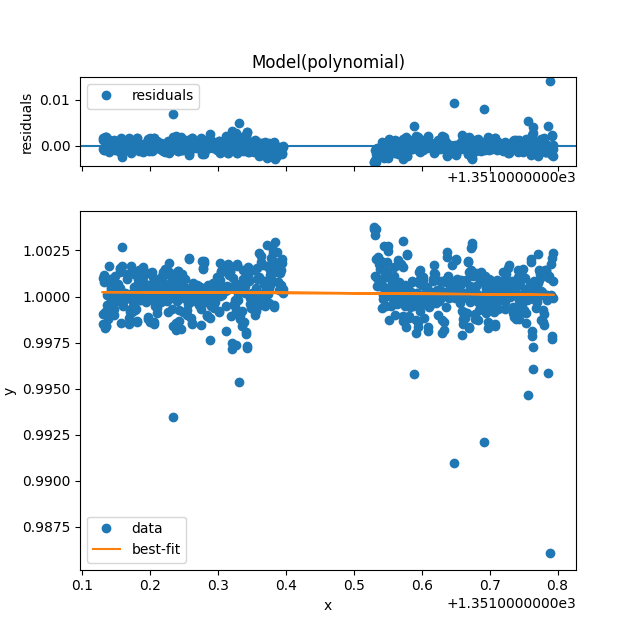 Model(polynomial)
residuals
0.01
0.00
residuals
+1.3510000000e3
1.0025
1.0000
0.9975
0.9950
0.9925
0.9900
0.9875
y
data
best-fit
0.1 0.2 0.3 0.4 0.5 0.6 0.7 0.8
x
+1.3510000000e3